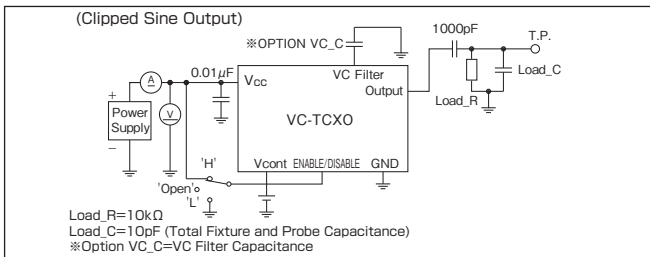 (Clipped Sine Output)
1000pF
T.P.
※OPTION VC_C
A
0.01μF
VCC
VC Filter
Output
Load_C
Load_R
+
Power
Supply
−
V
VC-TCXO
'H'
Vcont
ENABLE/DISABLE
GND
'Open'
'L'
Load_R=10kΩ
Load_C=10pF (Total Fixture and Probe Capacitance)
※Option VC_C=VC Filter Capacitance